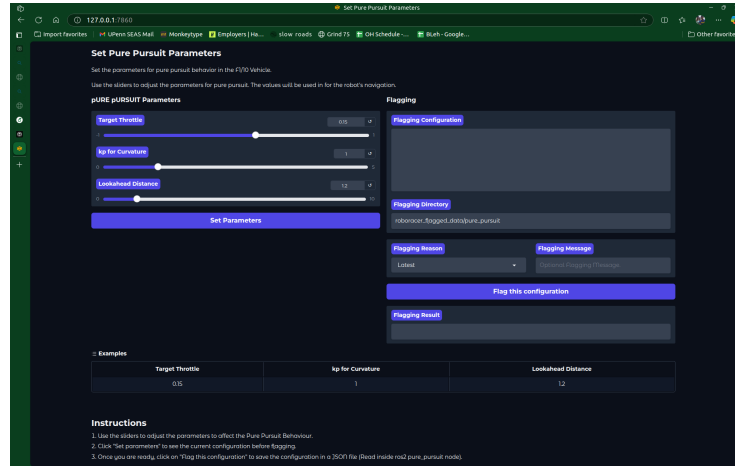 Set Pure Pursuit Parameters
127.0.0.1:7860
Import favorites
UPenn SEAS Mail
Monkeytype
Employers | Ha...
slow roads
Grind 75
OH Schedule -...
BLeh - Google...
Other favorite
Set Pure Pursuit Parameters
Set the parameters for pure pursuit behavior in the F1/10 Vehicle.
Use the sliders to adjust the parameters for pure pursuit. The values will be used in for the robot's navigation.
pURE pURSUIT Parameters
Target Throttle
0.15
1
kp for Curvature
1
0
5
Lookahead Distance
1.2
0
10
Set Parameters
Flagging
Flagging Configuration
Flagging Directory
roboracer_flagged_data/pure_pursuit
Flagging Reason
Latest
Flagging Message
Optional Flagging Message
Flag this configuration
Flagging Result
Examples
Target Throttle kp for Curvature Lookahead Distance
0.15 1 1.2
Instructions
1. Use the sliders to adjust the parameters to affect the Pure Pursuit Behaviour.
2. Click "Set parameters" to see the current configuration before flagging.
3. Once you are ready, click on "Flag this configuration" to save the configuration in a JSON file (Read inside ros2 pure_pursuit node).